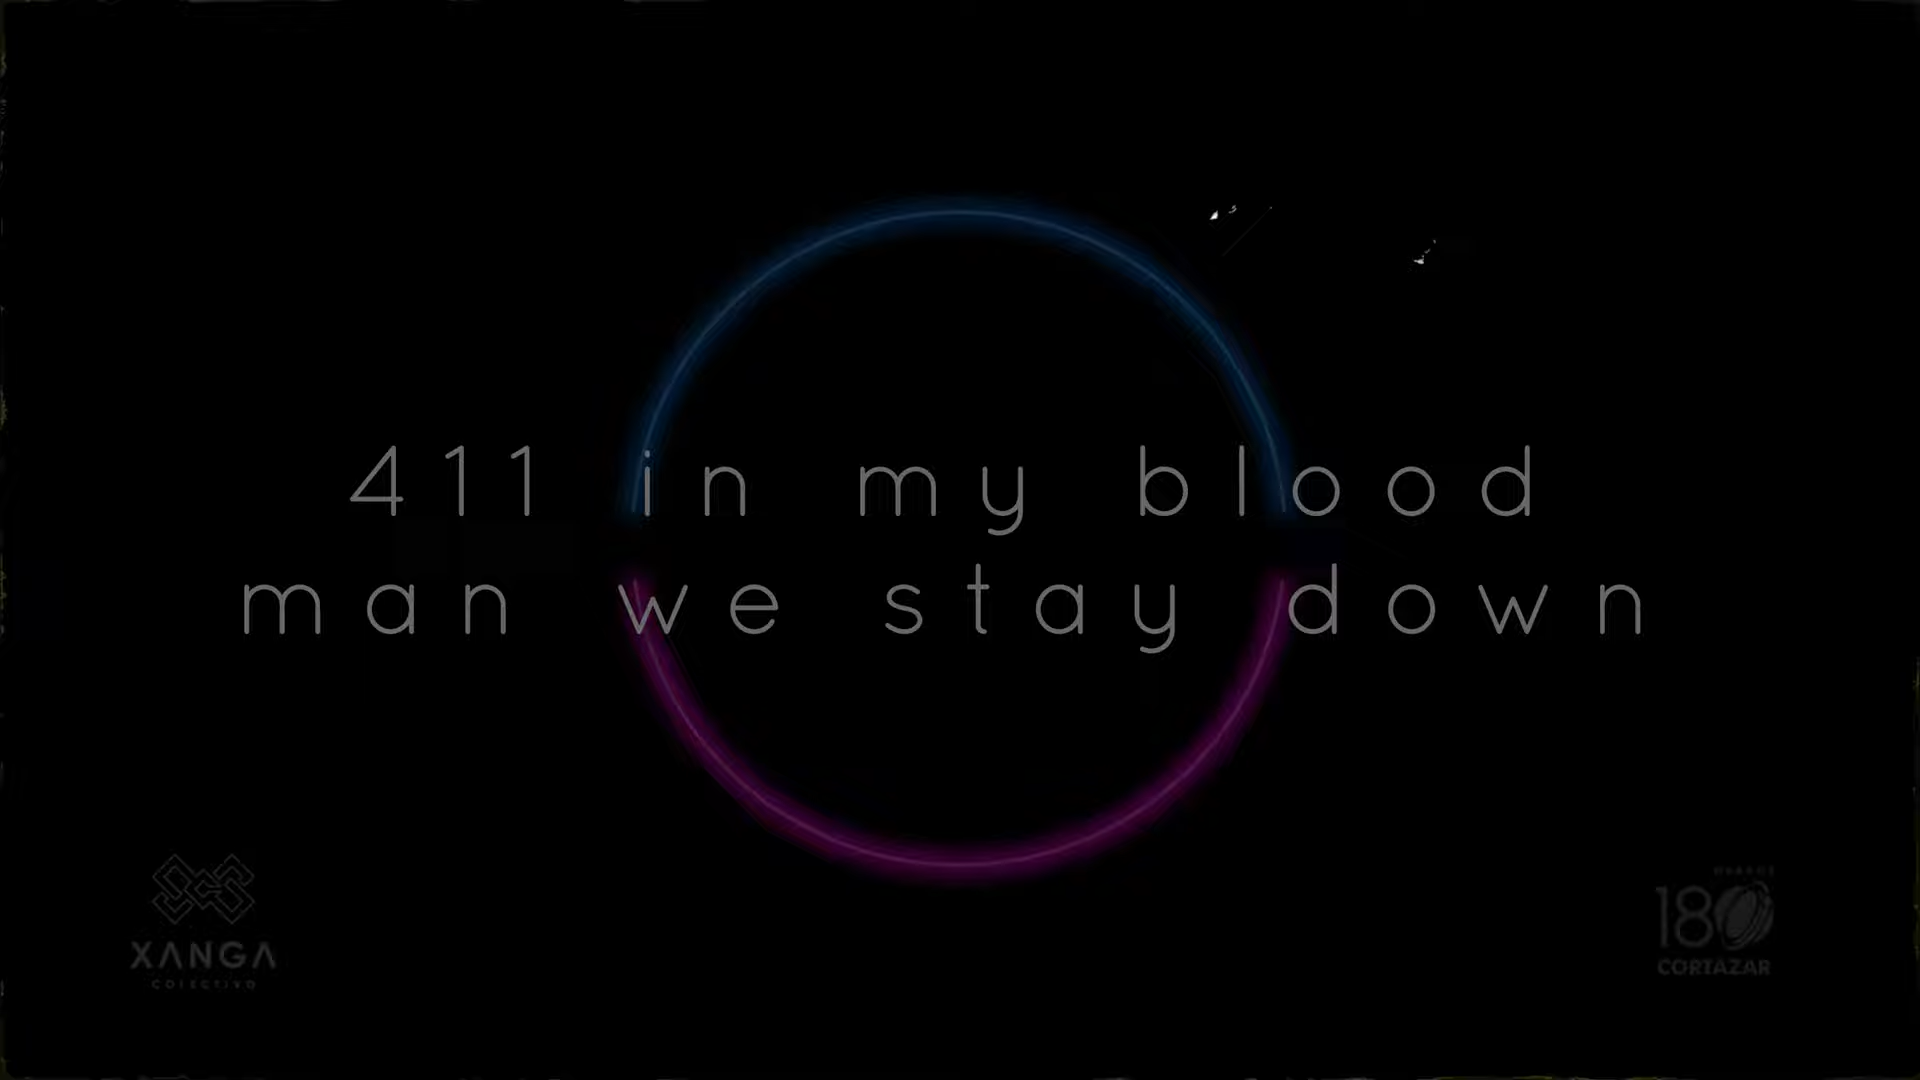 411 in my blood
man we stay down
XANGA
COLECTIVO
180
CORTAZAR